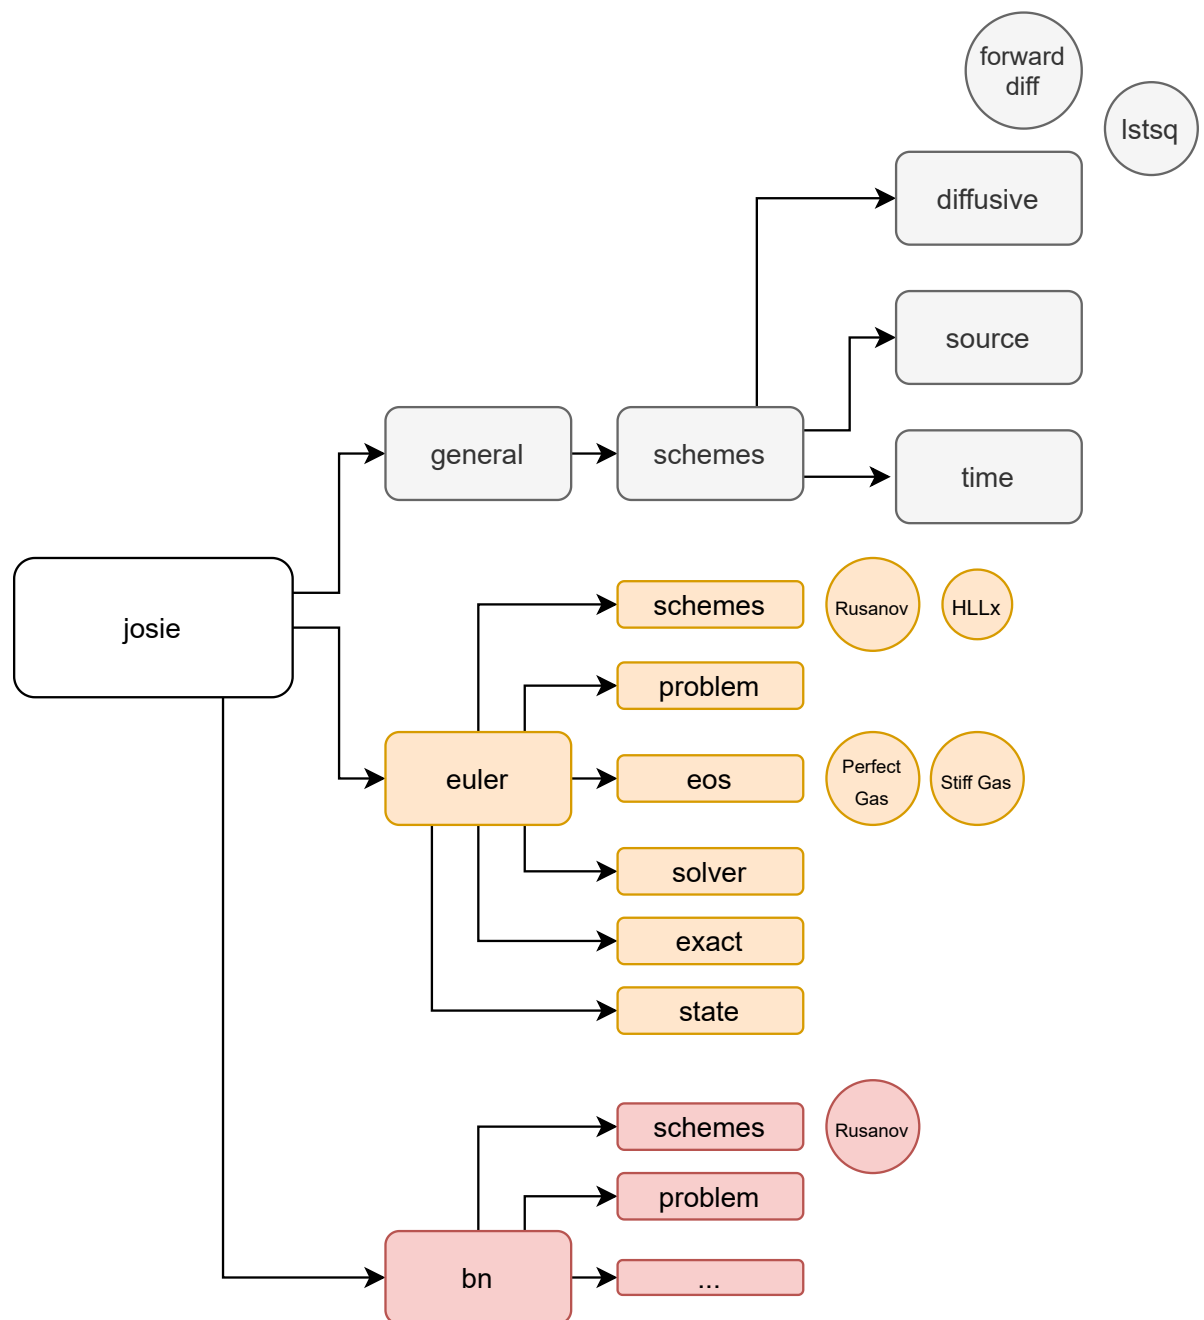 forward
diff
lstsq
diffusive
source
general
schemes
time
josie
schemes
Rusanov
HLLx
problem
euler
eos
Perfect
Gas
Stiff Gas
solver
exact
state
schemes
Rusanov
problem
bn
...